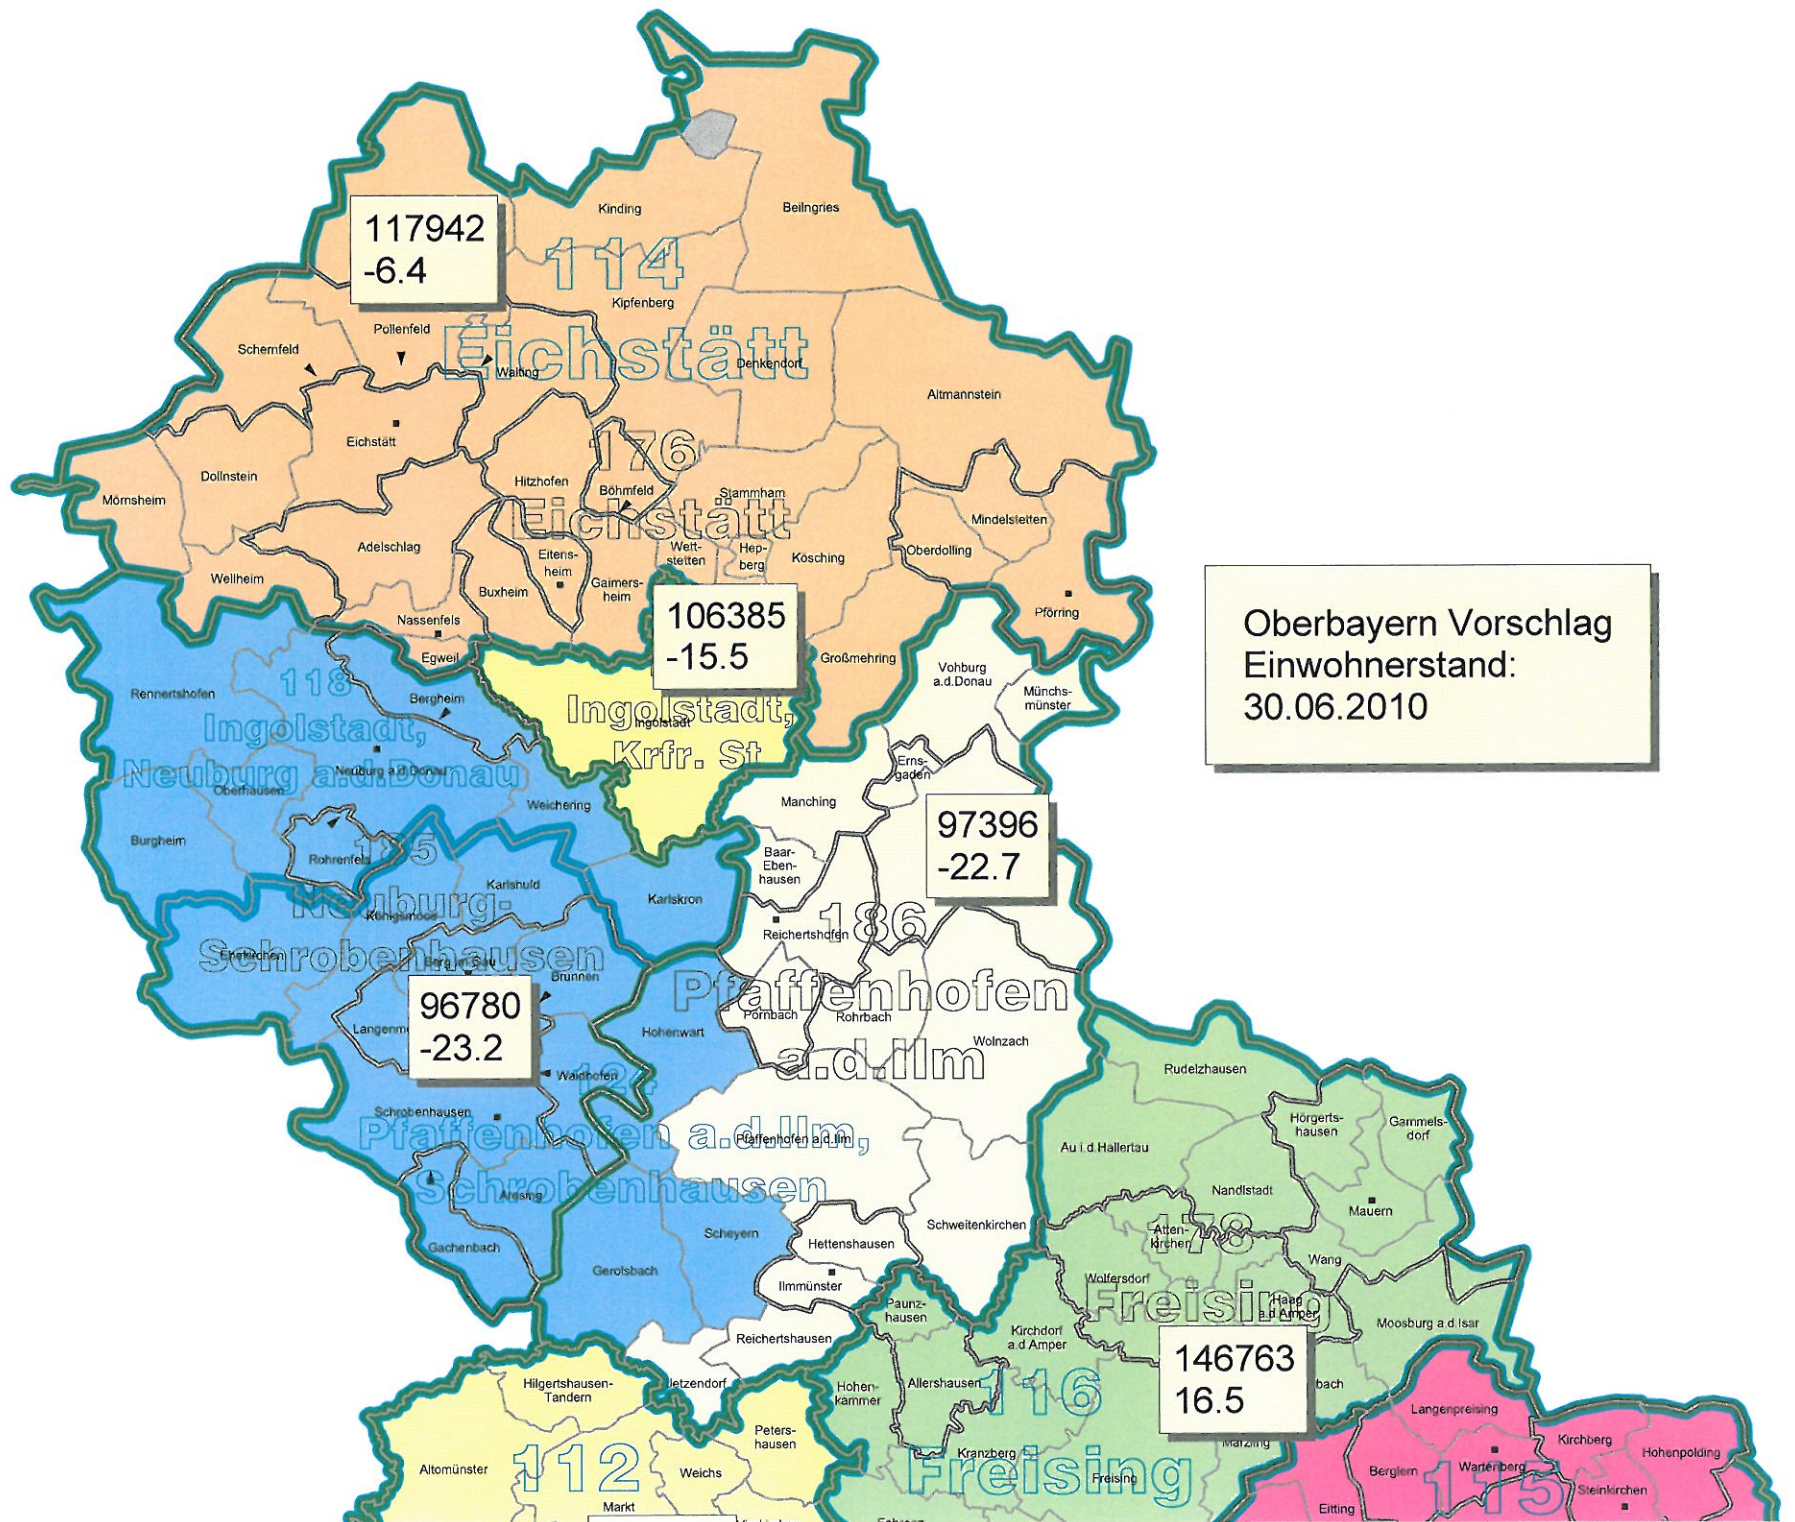 Kinding
Beilngries
117942
-6.4
114
Kipfenberg
Pollenfeld
Schernfeld
Eichstätt
Denkendorf
Walting
Altmannstein
Eichstätt
176
Dollnstein
Hitzhofen
Böhmfeld
Stammham
Mörnsheim
Eichstätt
Mindelstetten
Adelschlag
Eitens-
heim
Wett-
stetten
Hep-
berg
Kösching
Oberdolling
Wellheim
Buxheim
Gaimers-
heim
Pförring
Nassenfels
106385
-15.5
Egweil
Großmehring
Vohburg
a.d.Donau
Münchs-
münster
Oberbayern Vorschlag
Einwohnerstand:
30.06.2010
118
Ingolstadt,
Neuburg a.d.Donau
Rennertshofen
Bergheim
Ingolstadt,
Krfr. St
Ingolstadt
Neuburg a.d.Donau
Oberhausen
Weichering
Burgheim
Rohrenfels
185
Neuburg-
Schrobenhausen
Karlshuld
Königsmoos
Karlskron
Ehekirchen
Berg im Gau
Brunnen
Manching
Erns-
gaden
97396
-22.7
Baar-
Eben-
hausen
Reichertshofen
186
Pfaffenhofen
a.d.Ilm
Pörnbach
Rohrbach
Wolnzach
96780
-23.2
Langenm
Hohenwart
Waidhofen
124
Pfaffenhofen a.d.Ilm,
Schrobenhausen
Schrobenhausen
Pfaffenhofen a.d.Ilm
Aresing
Gachenbach
Scheyern
Gerolsbach
Hettenshausen
Schweitenkirchen
Ilmmünster
Reichertshausen
Jetzendorf
Rudelzhausen
Hörgerts-
hausen
Gammels-
dorf
Au i.d.Hallertau
Nandlstadt
Mauern
178
Freising
Atten-
kirchen
Wang
Wolfersdorf
Haag
a.d.Amper
Moosburg a.d.Isar
Paunz-
hausen
Kirchdorf
a.d.Amper
146763
16.5
bach
Hohen-
kammer
Allershausen
116
Freising
Kranzberg
Freising
Marzling
Hilgertshausen-
Tandern
Altomünster
112
Peters-
hausen
Weichs
Markt
Langenpreising
Kirchberg
Hohenpolding
Berglern
Wartenberg
115
Steinkirchen
Eitting